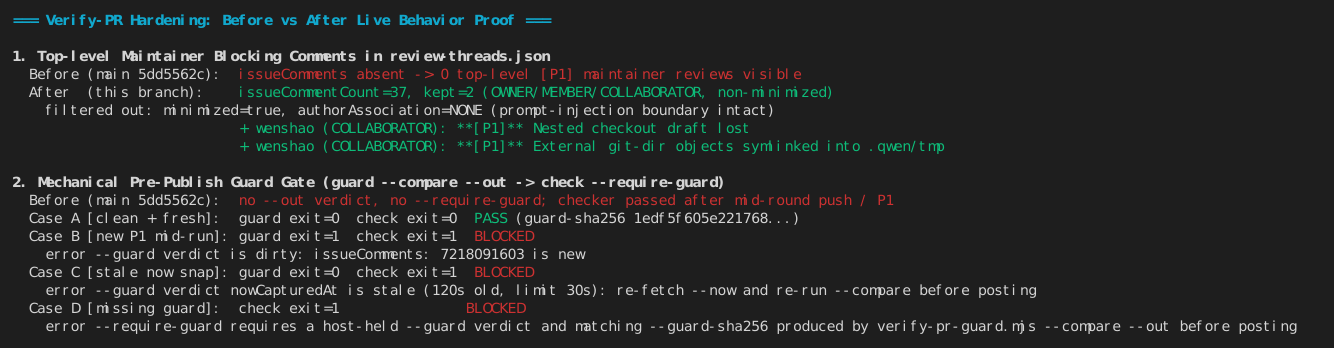 === Verify-PR Hardening: Before vs After Live Behavior Proof ===
1. Top-level Maintainer Blocking Comments in review-threads.json
Before (main 5dd5562c): issueComments absent -> 0 top-level [P1] maintainer reviews visible
After (this branch): issueCommentCount=37, kept=2 (OWNER/MEMBER/COLLABORATOR, non-minimized)
filtered out: minimized=true, authorAssociation=NONE (prompt-injection boundary intact)
+ wenshao (COLLABORATOR): **[P1]** Nested checkout draft lost
+ wenshao (COLLABORATOR): **[P1]** External git-dir objects symlinked into .qwen/tmp
2. Mechanical Pre-Publish Guard Gate (guard --compare --out -> check --require-guard)
Before (main 5dd5562c): no --out verdict, no --require-guard; checker passed after mid-round push / P1
Case A [clean + fresh]: guard exit=0 check exit=0 PASS (guard-sha256 1edf5f605e221768...)
Case B [new P1 mid-run]: guard exit=1 check exit=1 BLOCKED
error --guard verdict is dirty: issueComments: 7218091603 is new
Case C [stale now snap]: guard exit=0 check exit=1 BLOCKED
error --guard verdict nowCapturedAt is stale (120s old, limit 30s): re-fetch --now and re-run --compare before posting
Case D [missing guard]: check exit=1 BLOCKED
error --require-guard requires a host-held --guard verdict and matching --guard-sha256 produced by verify-pr-guard.mjs --compare --out before posting